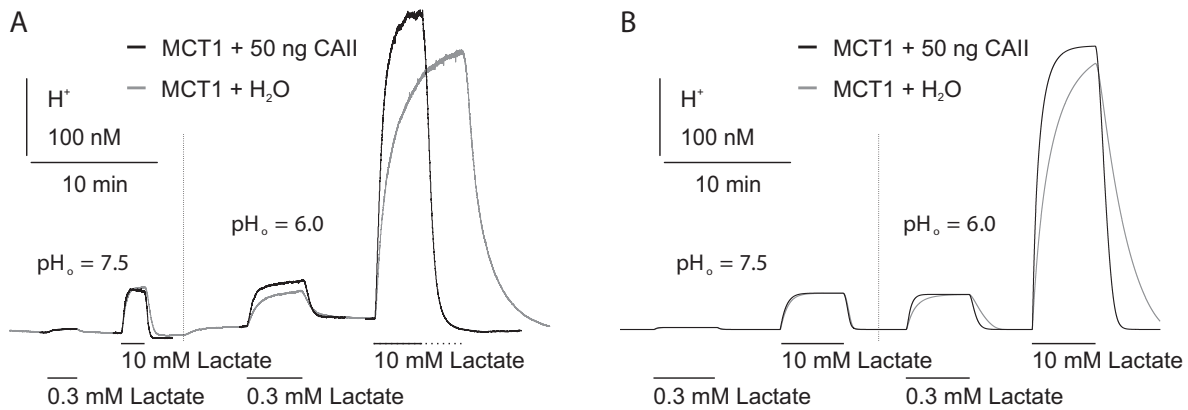 A
MCT1 + 50 ng CAII
MCT1 + H₂O
H⁺
100 nM
10 min
pHₒ = 6.0
pHₒ = 7.5
10 mM Lactate
10 mM Lactate
0.3 mM Lactate
0.3 mM Lactate
B
MCT1 + 50 ng CAII
MCT1 + H₂O
H⁺
100 nM
10 min
pHₒ = 6.0
pHₒ = 7.5
10 mM Lactate
10 mM Lactate
0.3 mM Lactate
0.3 mM Lactate